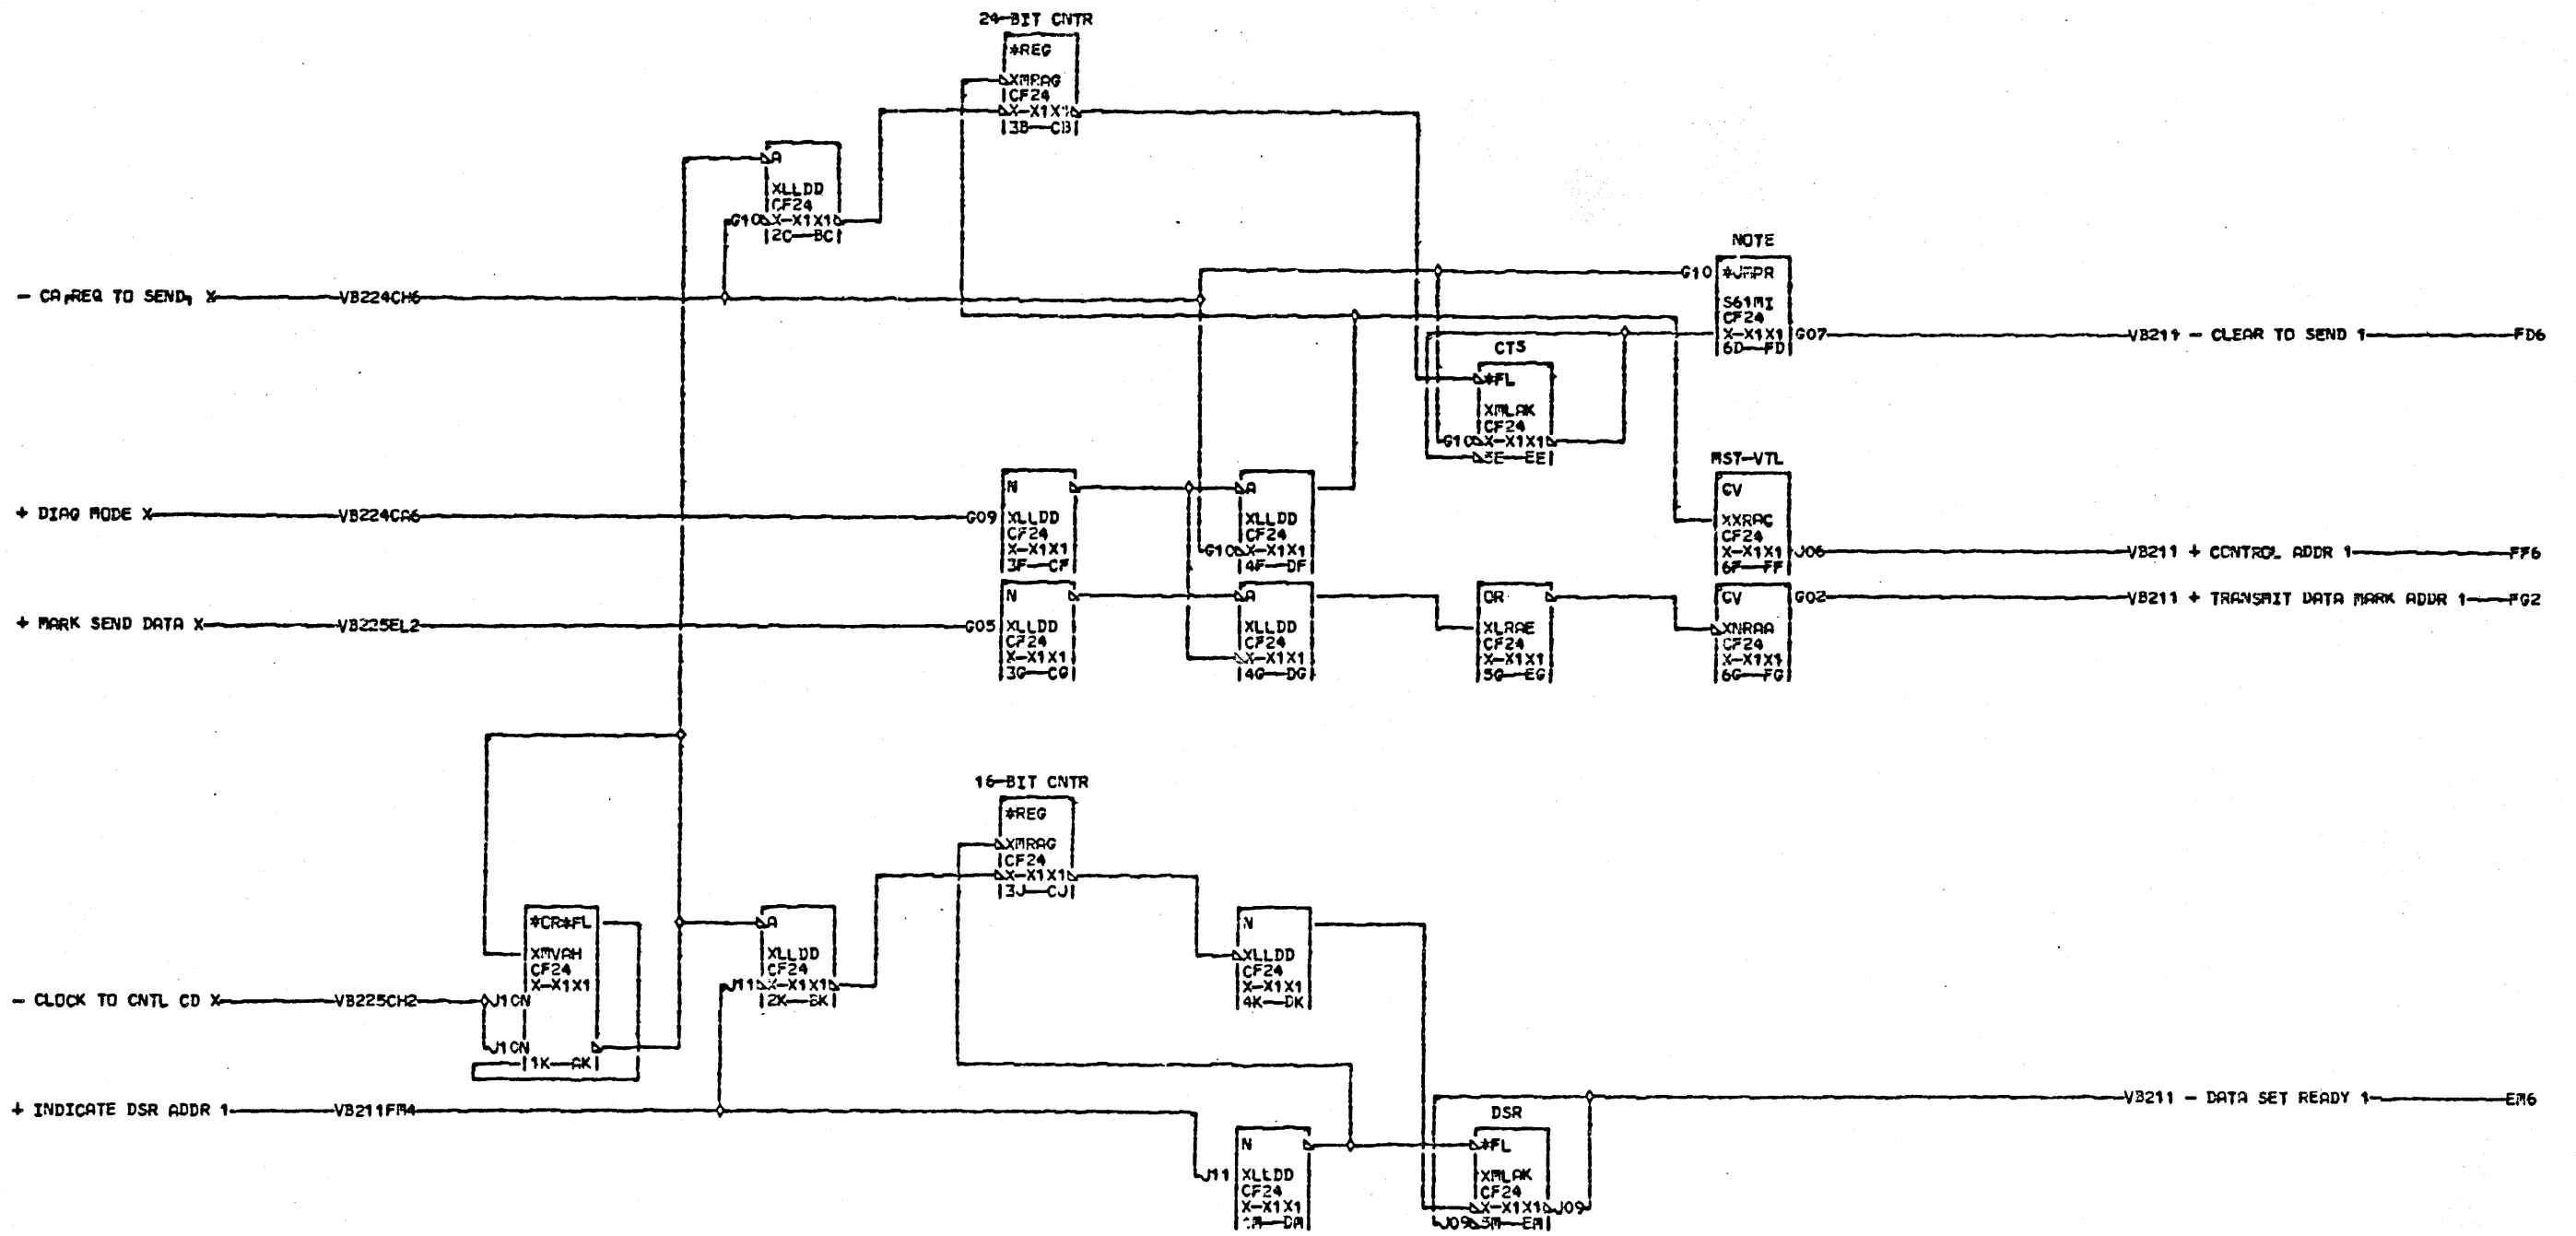 24-BIT CNTR
*REG
XMRAG
CF24
X-X1X1
3B—CB
A
XLLDD
CF24
G10 X-X1X1
2C—BC
NOTE
G10 *JMPR
S61MI
CF24
X-X1X1 G07
6D—FD
- CA REQ TO SEND X VB224CH6
VB211 - CLEAR TO SEND 1 FD6
CTS
*FL
XMLAK
CF24
G10 X-X1X1
5E—EE
MST-VTL
CV
XXRAC
CF24
X-X1X1 J06
6F—FF
+ DIAG MODE X VB224CA6 G09
N
XLLDD
CF24
X-X1X1
3F—CF
A
XLLDD
CF24
G10 X-X1X1
4F—DF
VB211 + CONTROL ADDR 1 FF6
+ MARK SEND DATA X VB225EL2 G05
N
XLLDD
CF24
X-X1X1
3G—CG
A
XLLDD
CF24
X-X1X1
4G—DG
OR
XLRAE
CF24
X-X1X1
5G—EG
CV G02
XNRAA
CF24
X-X1X1
6G—FG
VB211 + TRANSMIT DATA MARK ADDR 1 FG2
16-BIT CNTR
*REG
XMRAG
CF24
X-X1X1
3J—CJ
*CR*FL
XMVAH
CF24
X-X1X1
J10N
J10N
1K—AK
- CLOCK TO CNTL CD X VB225CH2
A
XLLDD
CF24
J11 X-X1X1
2K—BK
N
XLLDD
CF24
X-X1X1
4K—DK
+ INDICATE DSR ADDR 1 VB211FM4
VB211 - DATA SET READY 1 EM6
N
J11 XLLDD
CF24
X-X1X1
M—DM
DSR
*FL
XMLAK
CF24
X-X1X1 J09
J09 5M—EM